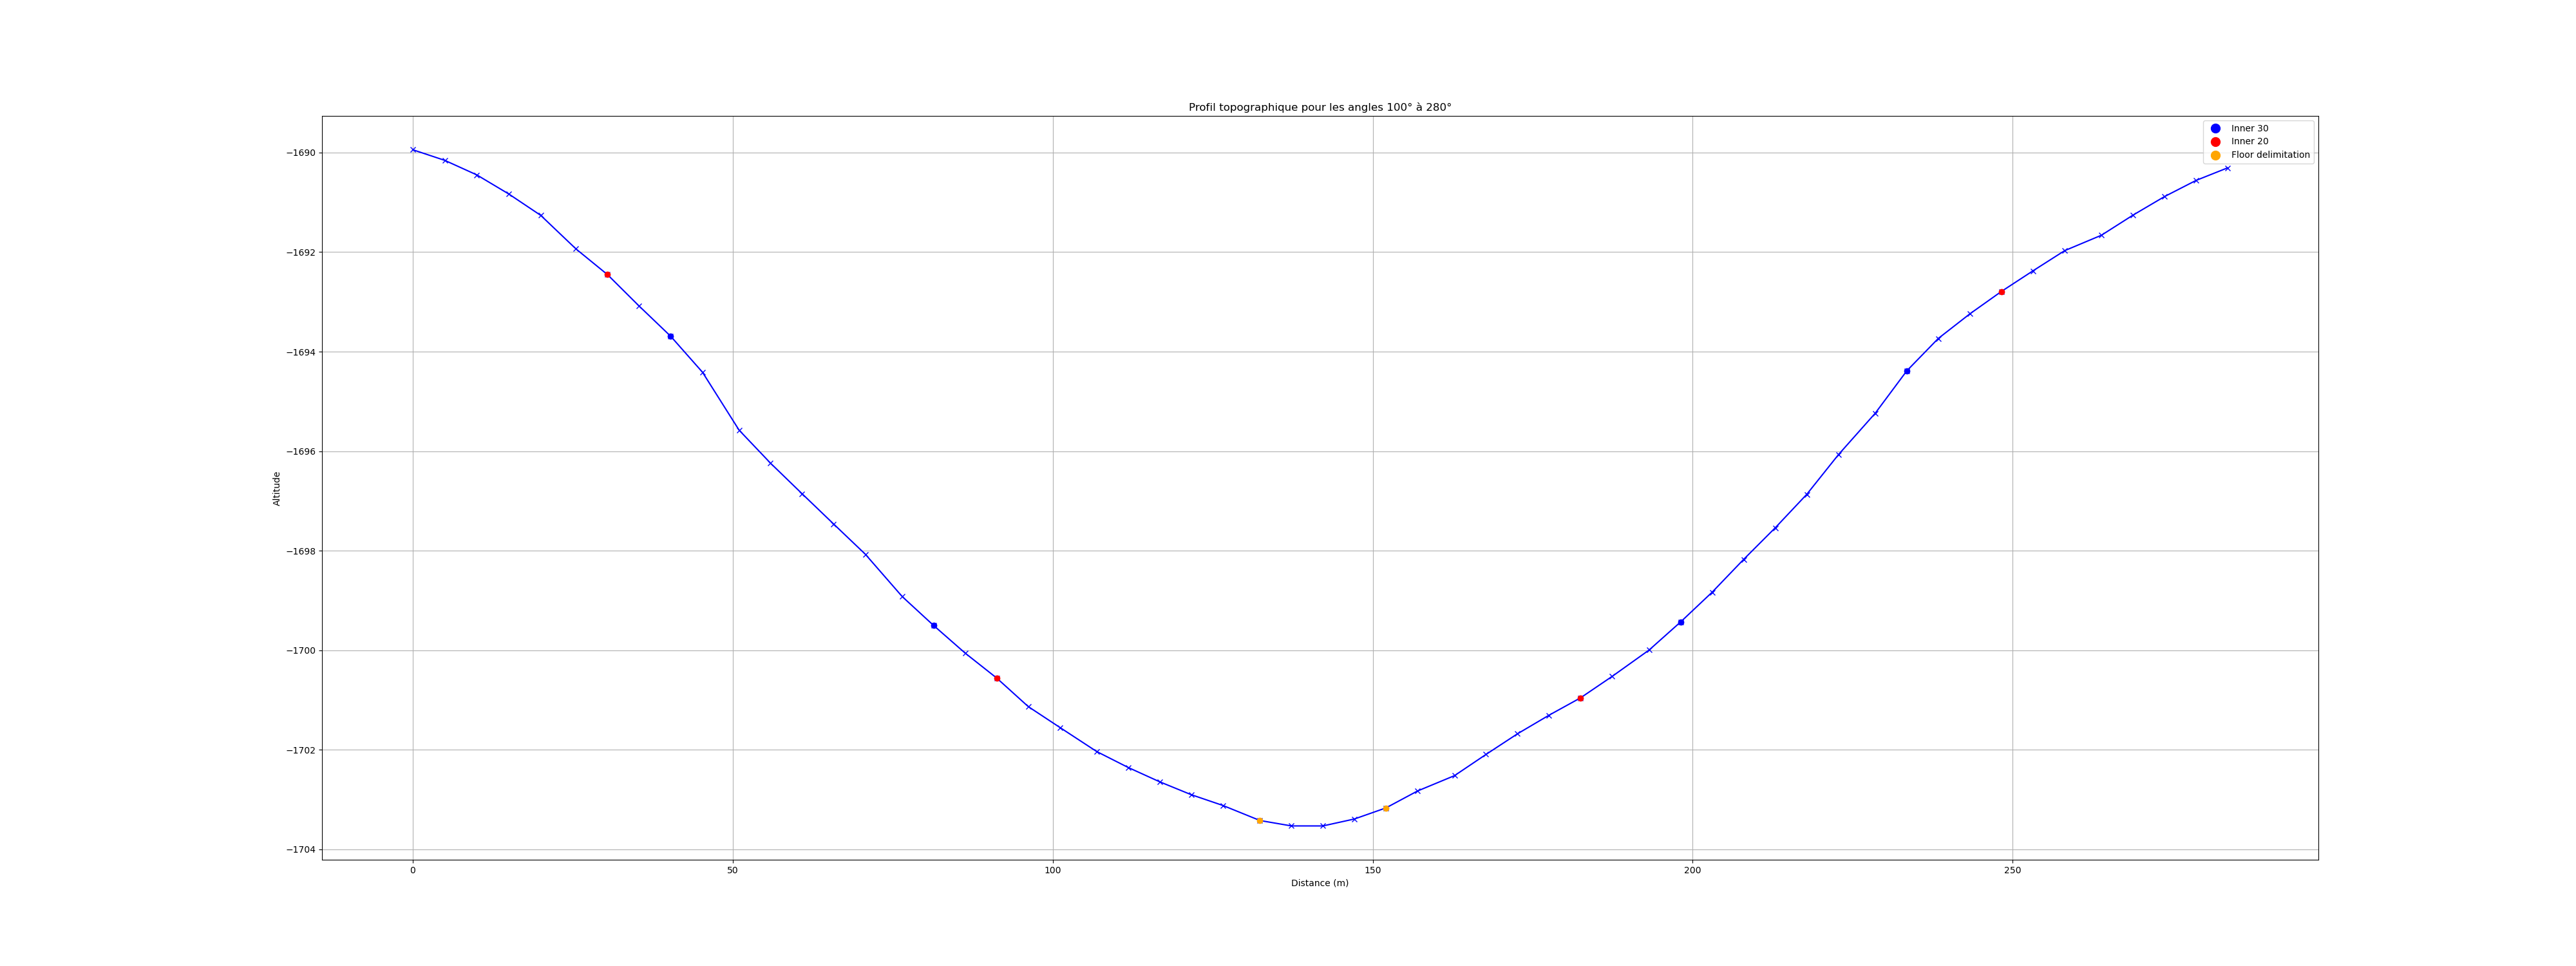 Profil topographique pour les angles 100° à 280°
Inner 30
Inner 20
Floor delimitation
−1690
−1692
−1694
−1696
−1698
−1700
−1702
−1704
Altitude
0
50
100
150
200
250
Distance (m)